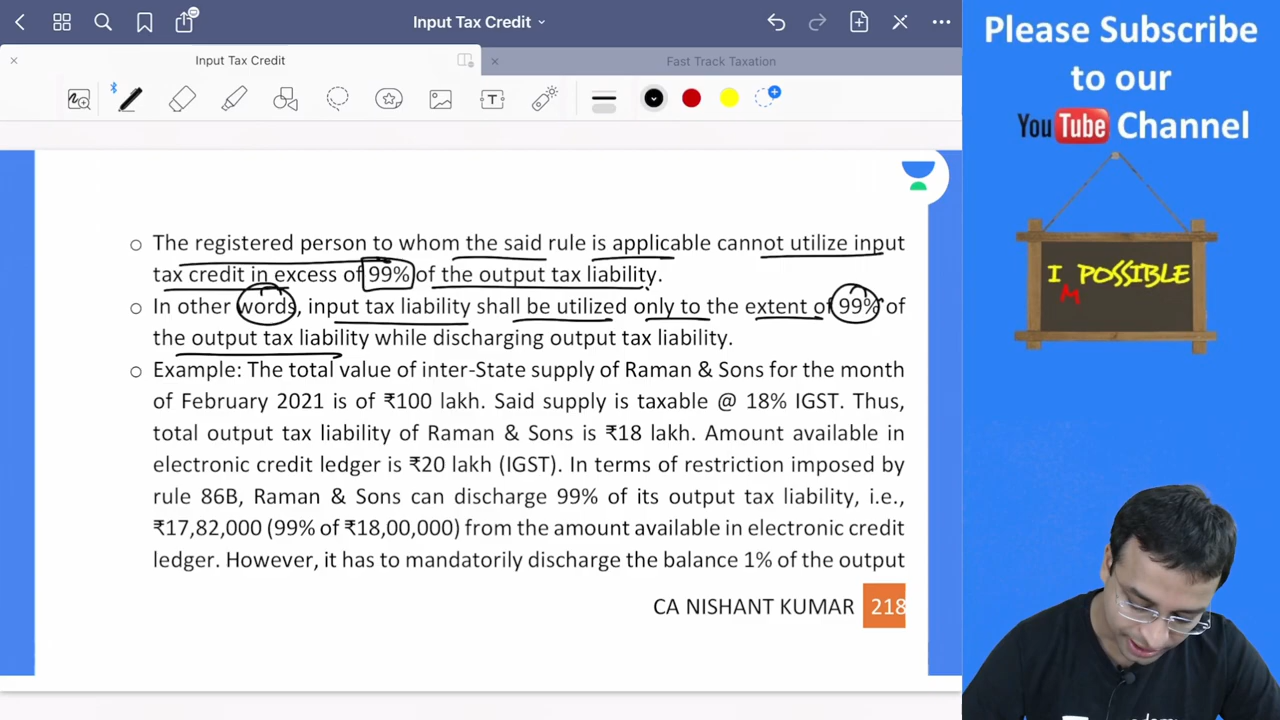 Input Tax Credit
Input Tax Credit
Fast Track Taxation
Please Subscribe
to our
YouTube Channel
I POSSIBLE
M
The registered person to whom the said rule is applicable cannot utilize input
tax credit in excess of 99% of the output tax liability.
In other words, input tax liability shall be utilized only to the extent of 99% of
the output tax liability while discharging output tax liability.
Example: The total value of inter-State supply of Raman & Sons for the month
of February 2021 is of ₹100 lakh. Said supply is taxable @ 18% IGST. Thus,
total output tax liability of Raman & Sons is ₹18 lakh. Amount available in
electronic credit ledger is ₹20 lakh (IGST). In terms of restriction imposed by
rule 86B, Raman & Sons can discharge 99% of its output tax liability, i.e.,
₹17,82,000 (99% of ₹18,00,000) from the amount available in electronic credit
ledger. However, it has to mandatorily discharge the balance 1% of the output
CA NISHANT KUMAR 218